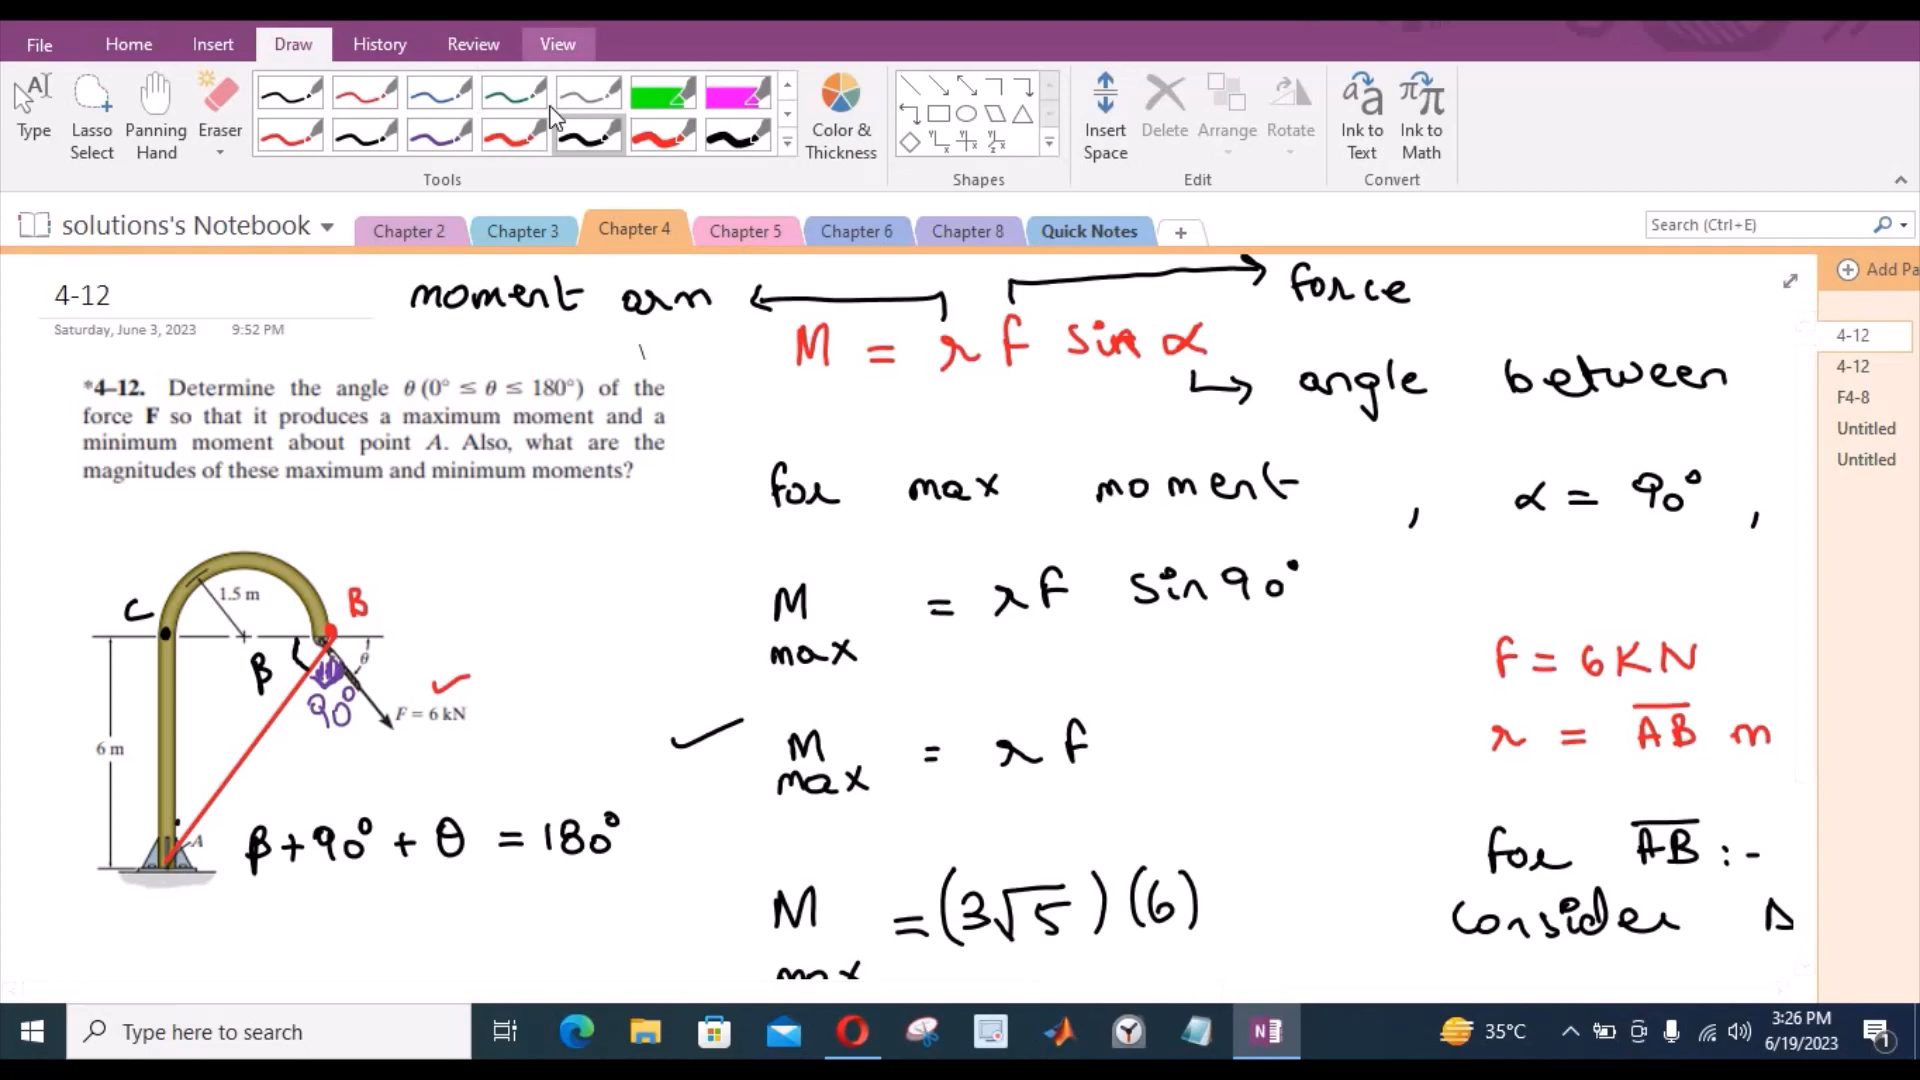 File Home Insert Draw History Review View
Type
Lasso Select
Panning Hand
Eraser
Color & Thickness
Insert Space
Delete
Arrange
Rotate
Ink to Text
Ink to Math
Tools
Shapes
Edit
Convert
solutions's Notebook
Chapter 2 Chapter 3 Chapter 4 Chapter 5 Chapter 6 Chapter 8 Quick Notes +
Search (Ctrl+E)
Add Pa
4-12
4-12
F4-8
Untitled
Untitled
4-12
Saturday, June 3, 2023 9:52 PM
*4–12. Determine the angle θ (0° ≤ θ ≤ 180°) of the
force F so that it produces a maximum moment and a
minimum moment about point A. Also, what are the
magnitudes of these maximum and minimum moments?
1.5 m
C
B
β
θ
90°
F = 6 kN
6 m
A
β + 90° + θ = 180°
moment arm
force
M = r F sin α
angle between
for max moment , α = 90° ,
M max = r F sin 90°
F = 6 KN
r = AB m
M max = r F
for AB :-
consider Δ
M max = (3√5) (6)
Type here to search
35°C
3:26 PM
6/19/2023
1